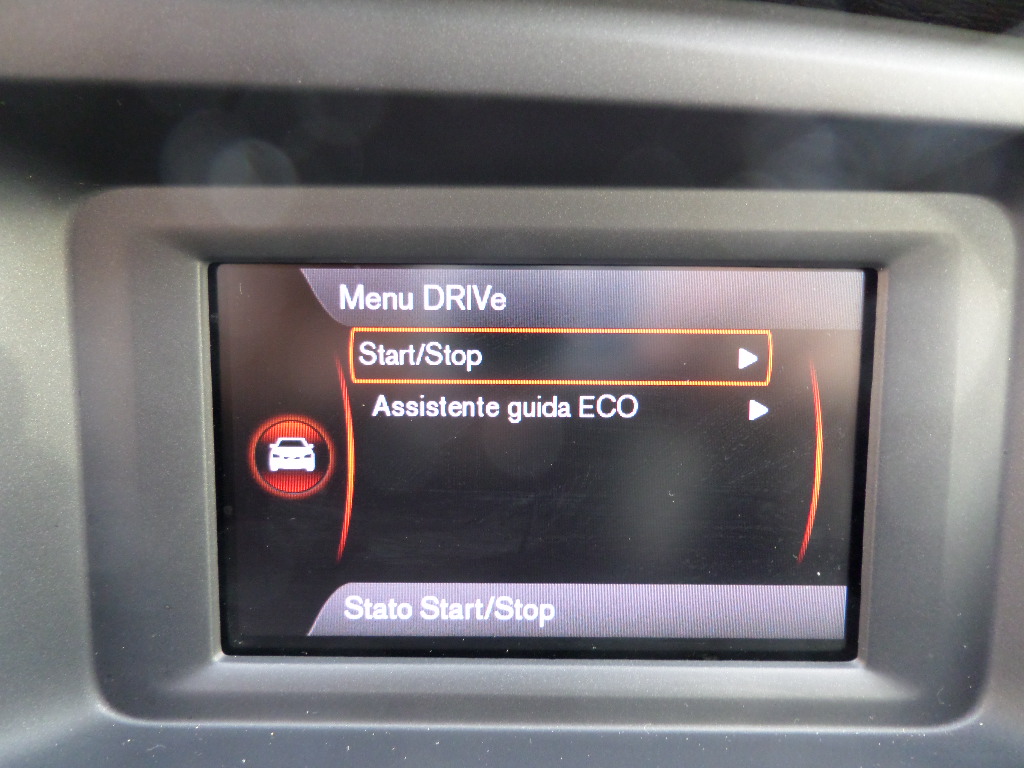 Menu DRIVe
Start/Stop
Assistente guida ECO
Stato Start/Stop